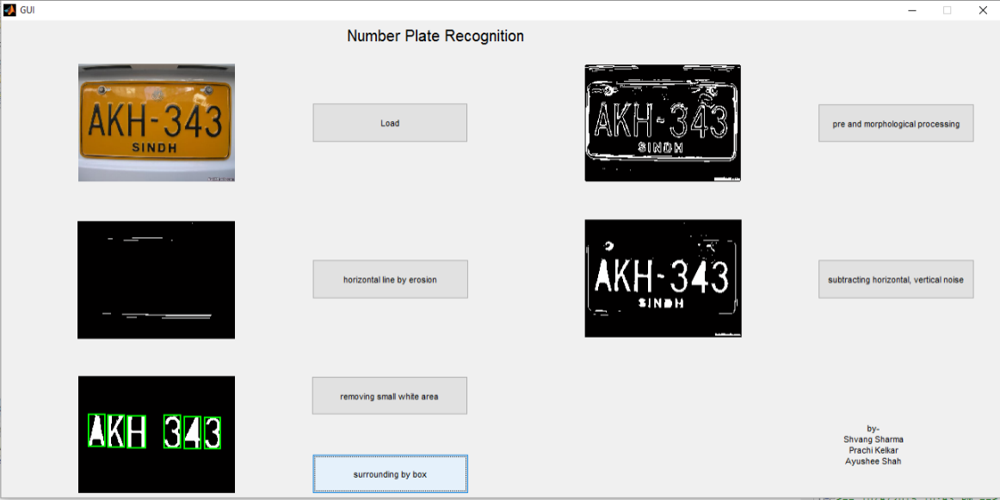 GUI
Number Plate Recognition
AKH-343
SINDH
Load
AKH-343
SINDH
pre and morphological processing
horizontal line by erosion
AKH-343
SINDH
subtracting horizontal, vertical noise
AKH 343
removing small white area
surrounding by box
by-
Shvang Sharma
Prachi Kelkar
Ayushee Shah